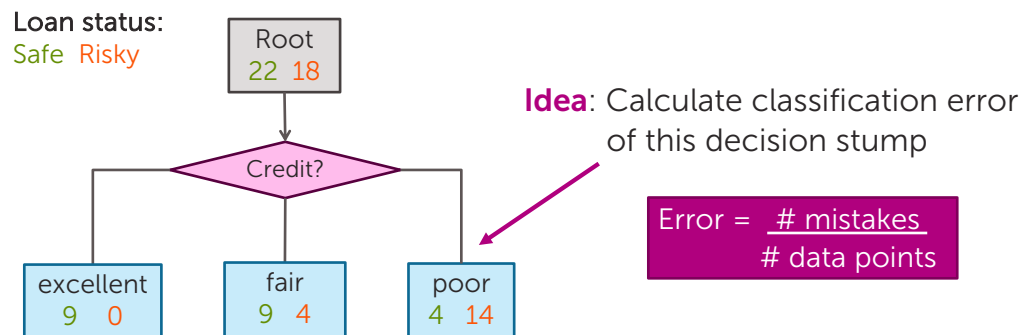 Loan status:
Safe Risky
Root
22 18
Idea: Calculate classification error
of this decision stump
Credit?
Error = # mistakes
# data points
excellent
9 0
fair
9 4
poor
4 14